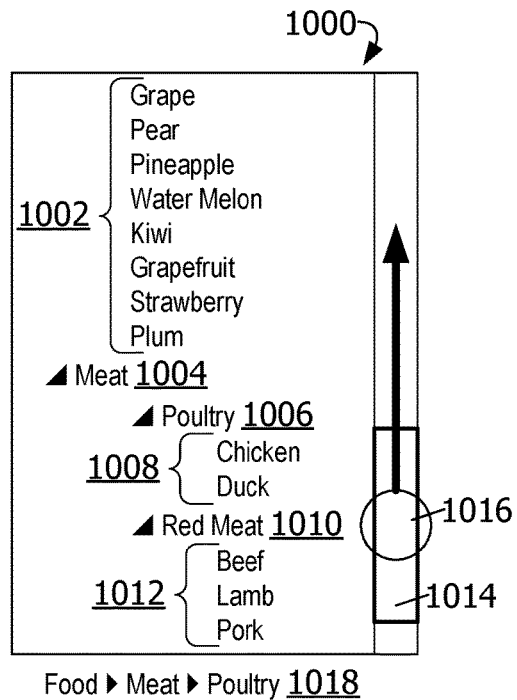 1000
Grape
Pear
Pineapple
Water Melon
1002
Kiwi
Grapefruit
Strawberry
Plum
Meat 1004
Poultry 1006
Chicken
1008
Duck
Red Meat 1010
1016
Beef
1012 Lamb
1014
Pork
Food Meat Poultry 1018